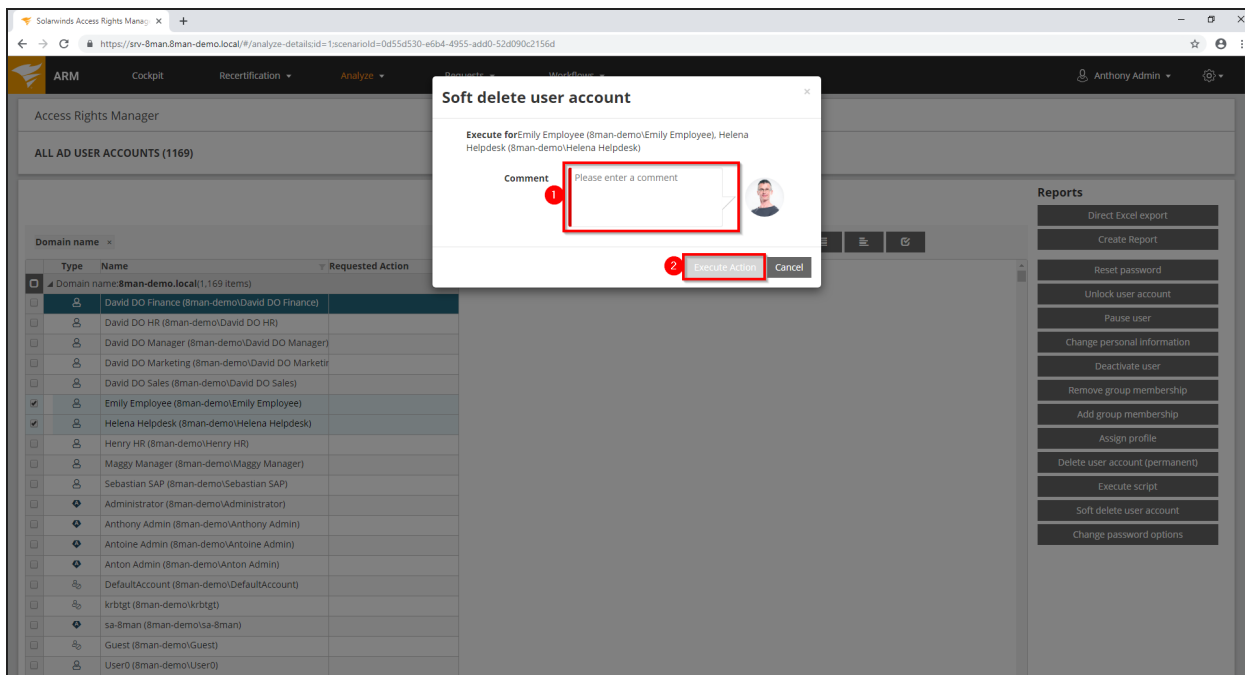 Solarwinds Access Rights Manag
https://srv-8man.8man-demo.local/#/analyze-details;id=1;scenarioId=0d55d530-e6b4-4955-add0-52d090c2156d
ARM
Cockpit
Recertification
Analyze
Requests
Workflows
Anthony Admin
Access Rights Manager
ALL AD USER ACCOUNTS (1169)
Soft delete user account
×
Execute forEmily Employee (8man-demo\Emily Employee), Helena
Helpdesk (8man-demo\Helena Helpdesk)
Comment
Please enter a comment
1
2
Execute Action
Cancel
Domain name ×
Type Name Requested Action
Domain name:8man-demo.local(1,169 items)
David DO Finance (8man-demo\David DO Finance)
David DO HR (8man-demo\David DO HR)
David DO Manager (8man-demo\David DO Manager)
David DO Marketing (8man-demo\David DO Marketin
David DO Sales (8man-demo\David DO Sales)
Emily Employee (8man-demo\Emily Employee)
Helena Helpdesk (8man-demo\Helena Helpdesk)
Henry HR (8man-demo\Henry HR)
Maggy Manager (8man-demo\Maggy Manager)
Sebastian SAP (8man-demo\Sebastian SAP)
Administrator (8man-demo\Administrator)
Anthony Admin (8man-demo\Anthony Admin)
Antoine Admin (8man-demo\Antoine Admin)
Anton Admin (8man-demo\Anton Admin)
DefaultAccount (8man-demo\DefaultAccount)
krbtgt (8man-demo\krbtgt)
sa-8man (8man-demo\sa-8man)
Guest (8man-demo\Guest)
User0 (8man-demo\User0)
Reports
Direct Excel export
Create Report
Reset password
Unlock user account
Pause user
Change personal information
Deactivate user
Remove group membership
Add group membership
Assign profile
Delete user account (permanent)
Execute script
Soft delete user account
Change password options